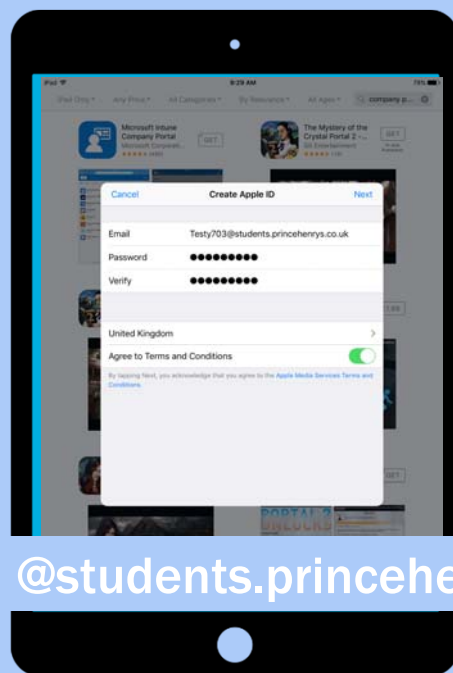 iPad
9:29 AM
78%
iPad Only
Any Price
All Categories
By Relevance
All Ages
company p...
Microsoft Intune
Company Portal
Microsoft Corporati...
GET
The Mystery of the
Crystal Portal 2 -...
G5 Entertainment
GET
Cancel
Create Apple ID
Next
Email
Testy703@students.princehenrys.co.uk
Password
●●●●●●●●●
Verify
●●●●●●●●●
United Kingdom
Agree to Terms and Conditions
By tapping Next, you acknowledge that you agree to the Apple Media Services Terms and
Conditions.
GET
PORTAL 2
@students.princehe